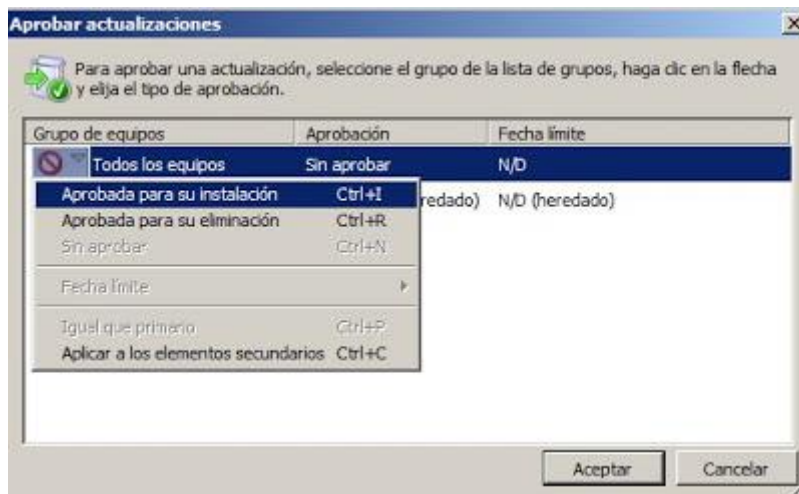 Aprobar actualizaciones
Para aprobar una actualización, seleccione el grupo de la lista de grupos, haga clic en la flecha
y elija el tipo de aprobación.
Grupo de equipos Aprobación Fecha límite
Todos los equipos Sin aprobar N/D
Aprobada para su instalación Ctrl+I
redado) N/D (heredado)
Aprobada para su eliminación Ctrl+R
Sin aprobar Ctrl+N
Fecha límite
Igual que primario Ctrl+P
Aplicar a los elementos secundarios Ctrl+C
Aceptar Cancelar